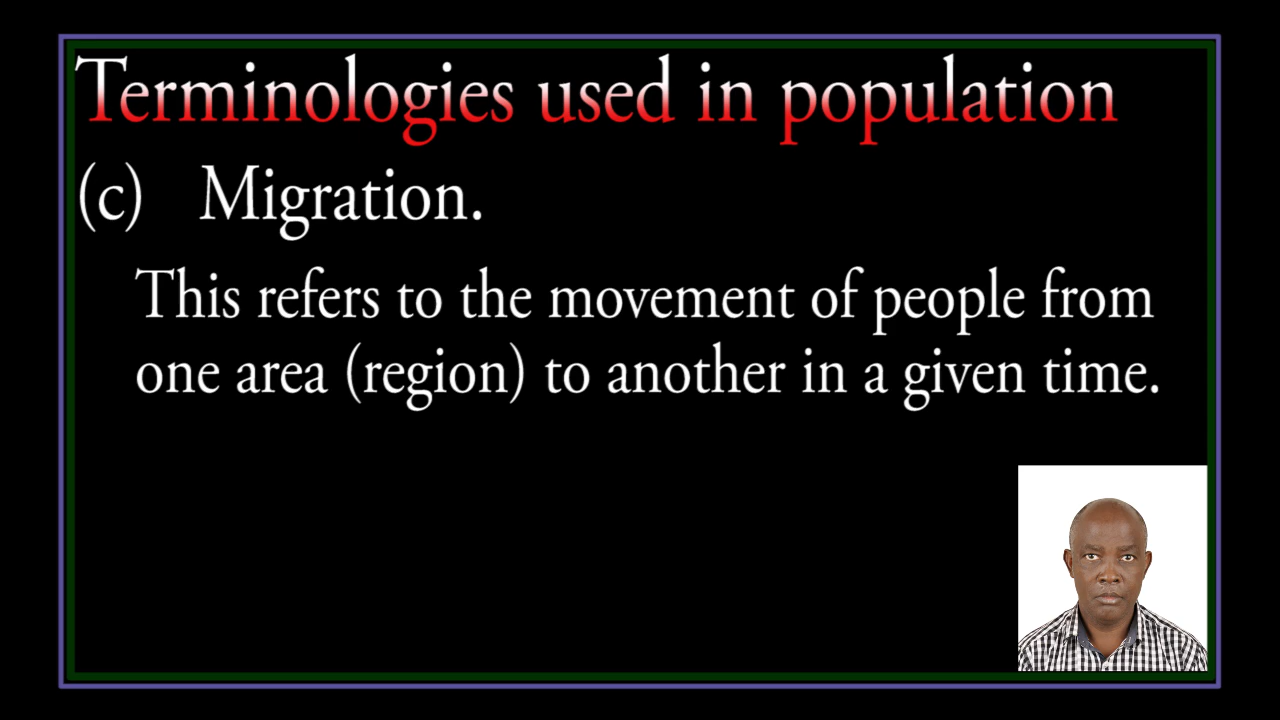 Terminologies used in population
(c) Migration.
This refers to the movement of people from
one area (region) to another in a given time.